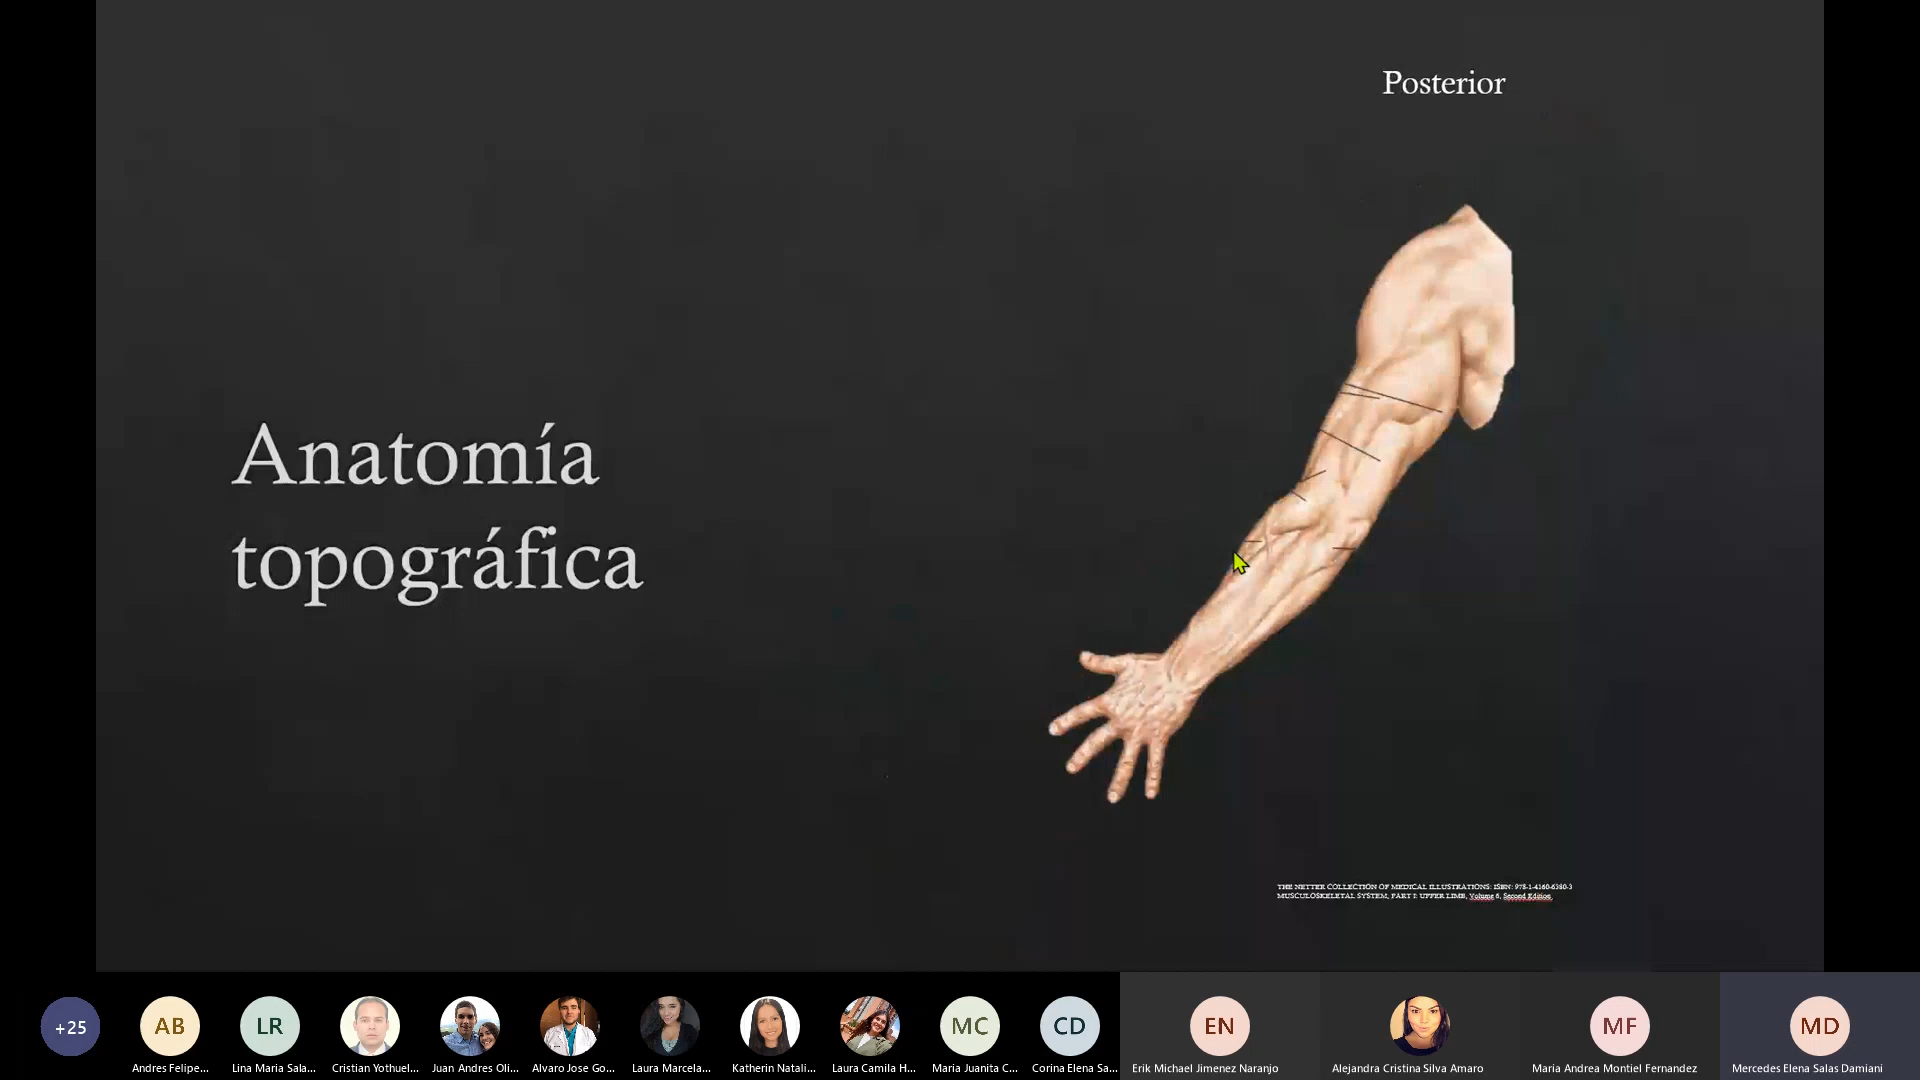 Posterior
Anatomía
topográfica
THE NETTER COLLECTION OF MEDICAL ILLUSTRATIONS: ISBN: 978-1-4160-6380-3
MUSCULOSKELETAL SYSTEM, PART I: UPPER LIMB, Volume 6, Second Edition,
+25
AB
LR
MC
CD
EN
MF
MD
Andres Felipe...
Lina Maria Sala...
Cristian Yothuel...
Juan Andres Oli...
Alvaro Jose Go...
Laura Marcela...
Katherin Natali...
Laura Camila H...
Maria Juanita C...
Corina Elena Sa...
Erik Michael Jimenez Naranjo
Alejandra Cristina Silva Amaro
Maria Andrea Montiel Fernandez
Mercedes Elena Salas Damiani